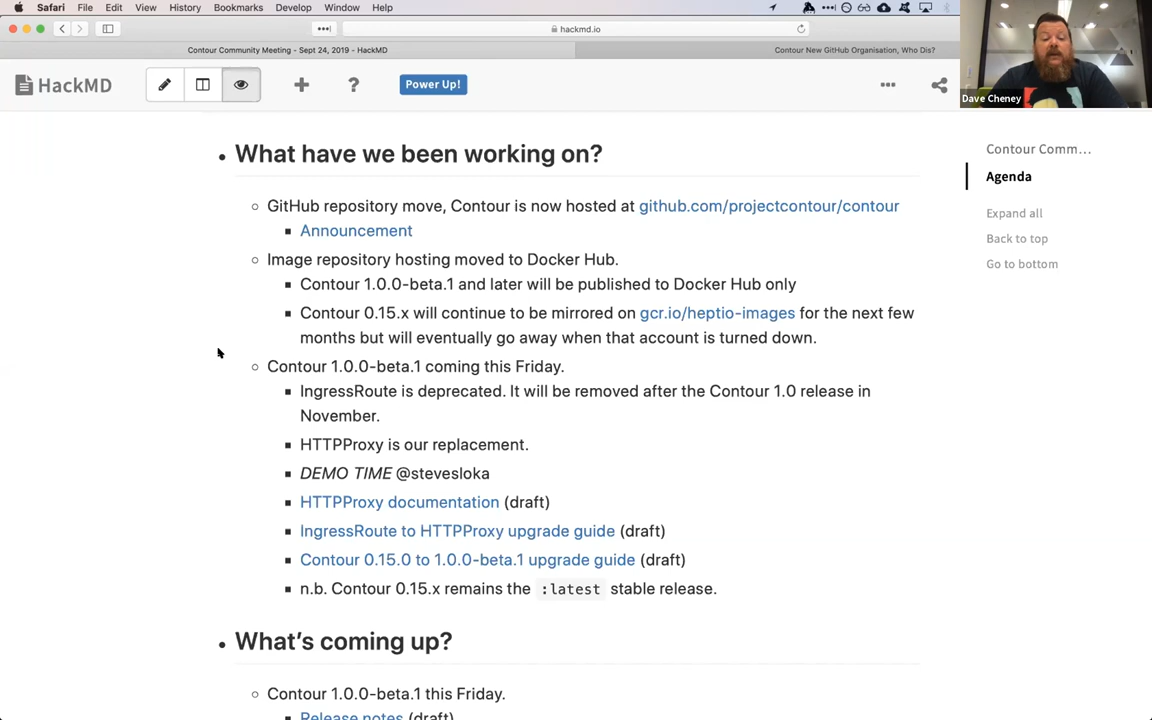 Safari File Edit View History Bookmarks Develop Window Help
hackmd.io
Contour Community Meeting - Sept 24, 2019 - HackMD
Contour New GitHub Organisation, Who Dis?
HackMD
Power Up!
Dave Cheney
What have we been working on?
GitHub repository move, Contour is now hosted at github.com/projectcontour/contour
Announcement
Image repository hosting moved to Docker Hub.
Contour 1.0.0-beta.1 and later will be published to Docker Hub only
Contour 0.15.x will continue to be mirrored on gcr.io/heptio-images for the next few
months but will eventually go away when that account is turned down.
Contour 1.0.0-beta.1 coming this Friday.
IngressRoute is deprecated. It will be removed after the Contour 1.0 release in
November.
HTTPProxy is our replacement.
DEMO TIME @stevesloka
HTTPProxy documentation (draft)
IngressRoute to HTTPProxy upgrade guide (draft)
Contour 0.15.0 to 1.0.0-beta.1 upgrade guide (draft)
n.b. Contour 0.15.x remains the :latest stable release.
What's coming up?
Contour 1.0.0-beta.1 this Friday.
Release notes (draft)
Contour Comm...
Agenda
Expand all
Back to top
Go to bottom